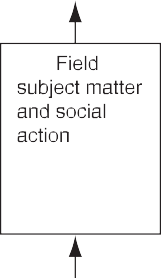 Field
subject matter
and social
action